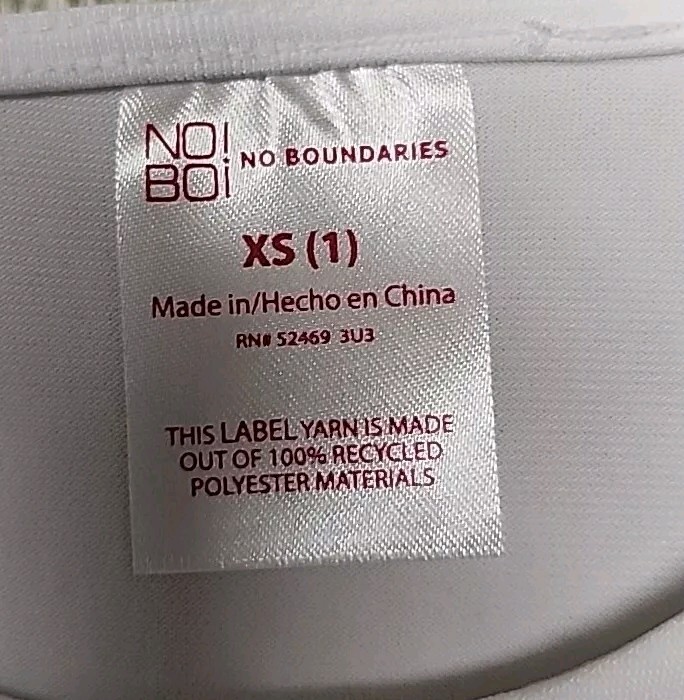 NO!
BOi
NO BOUNDARIES
XS (1)
Made in/Hecho en China
RN# 52469 3U3
THIS LABEL YARN IS MADE
OUT OF 100% RECYCLED
POLYESTER MATERIALS